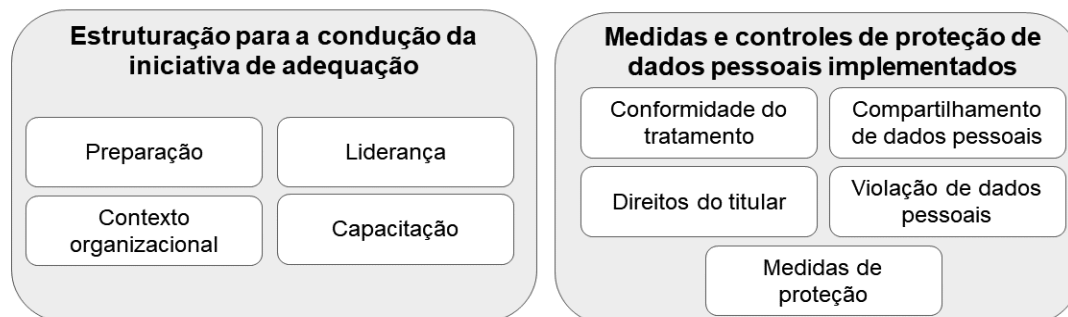 Estruturação para a condução da
iniciativa de adequação
Preparação
Liderança
Contexto
organizacional
Capacitação
Medidas e controles de proteção de
dados pessoais implementados
Conformidade do
tratamento
Compartilhamento
de dados pessoais
Direitos do titular
Violação de dados
pessoais
Medidas de
proteção